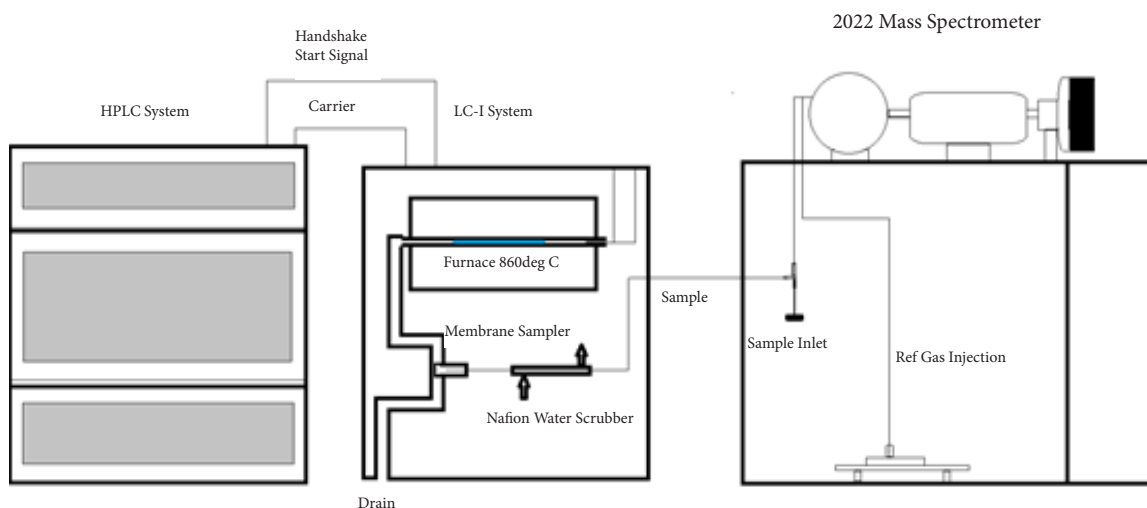 2022 Mass Spectrometer
Handshake
Start Signal
HPLC System
Carrier
LC-I System
Furnace 860deg C
Sample
Membrane Sampler
Sample Inlet
Ref Gas Injection
Nafion Water Scrubber
Drain